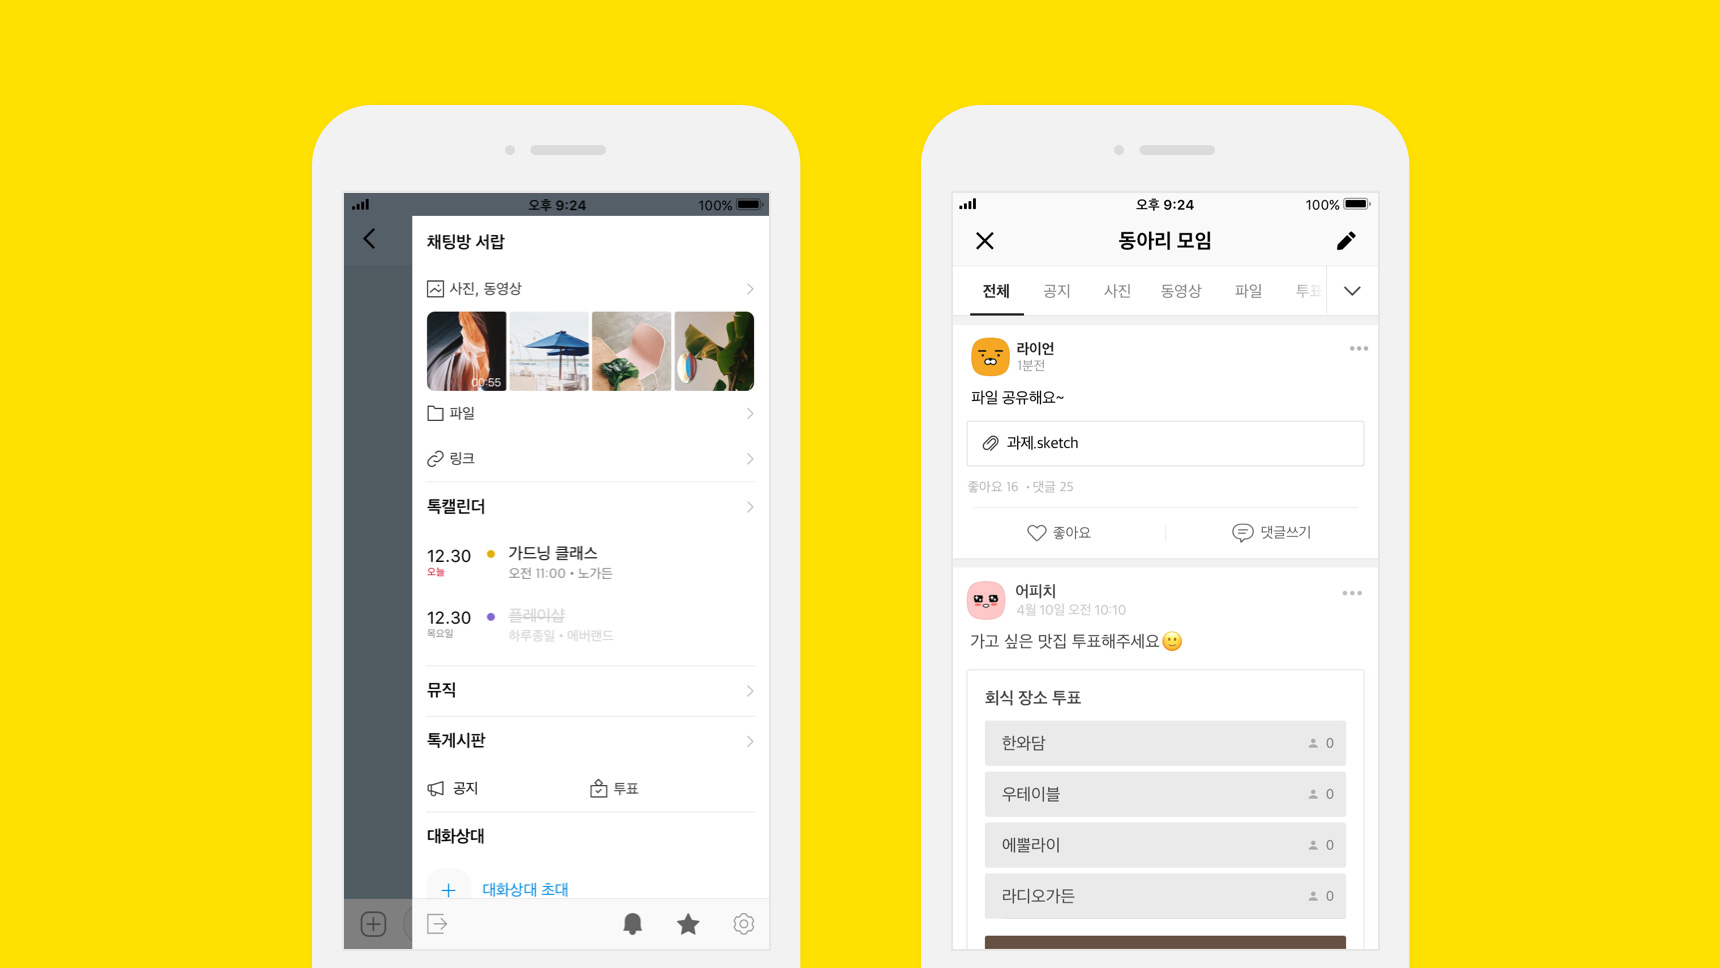 오후 9:24
100%
채팅방 서랍
사진, 동영상
00:55
파일
링크
톡캘린더
12.30
오늘
가드닝 클래스
오전 11:00 • 노가든
12.30
목요일
플레이샵
하루종일 • 에버랜드
뮤직
톡게시판
공지
투표
대화상대
대화상대 초대
오후 9:24
100%
동아리 모임
전체 공지 사진 동영상 파일 투표
라이언
1분전
파일 공유해요~
과제.sketch
좋아요 16 • 댓글 25
좋아요
댓글쓰기
어피치
4월 10일 오전 10:10
가고 싶은 맛집 투표해주세요🙂
회식 장소 투표
한와담 0
우테이블 0
에뿔라이 0
라디오가든 0